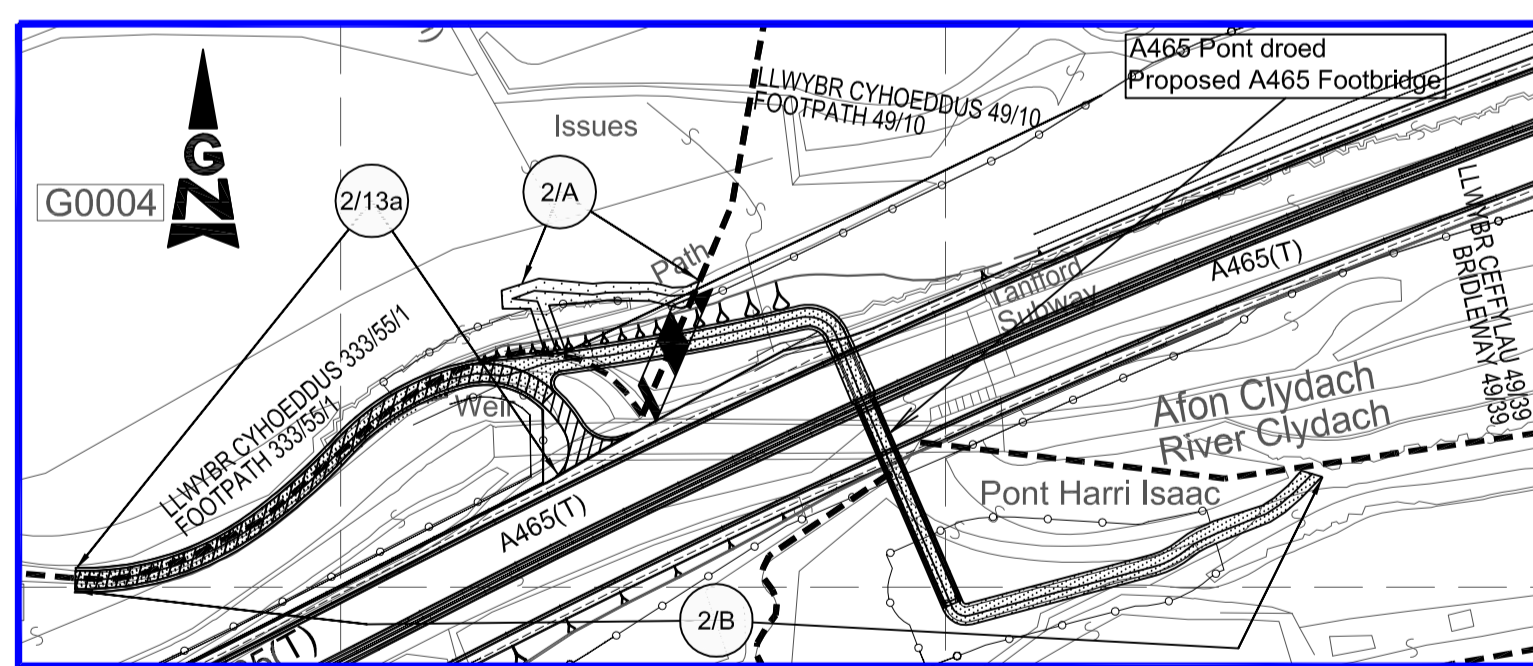 A465 Pont droed
Proposed A465 Footbridge
LLWYBR CYHOEDDUS 49/10
FOOTPATH 49/10
Issues
G
N
G0004
2/13a
2/A
Path
LLWYBR CEFFYLAU 49/39
BRIDLEWAY 49/39
A465(T)
Tanffordd
Subway
LLWYBR CYHOEDDUS 333/55/1
FOOTPATH 333/55/1
Weir
Afon Clydach
River Clydach
Pont Harri Isaac
A465(T)
2/B